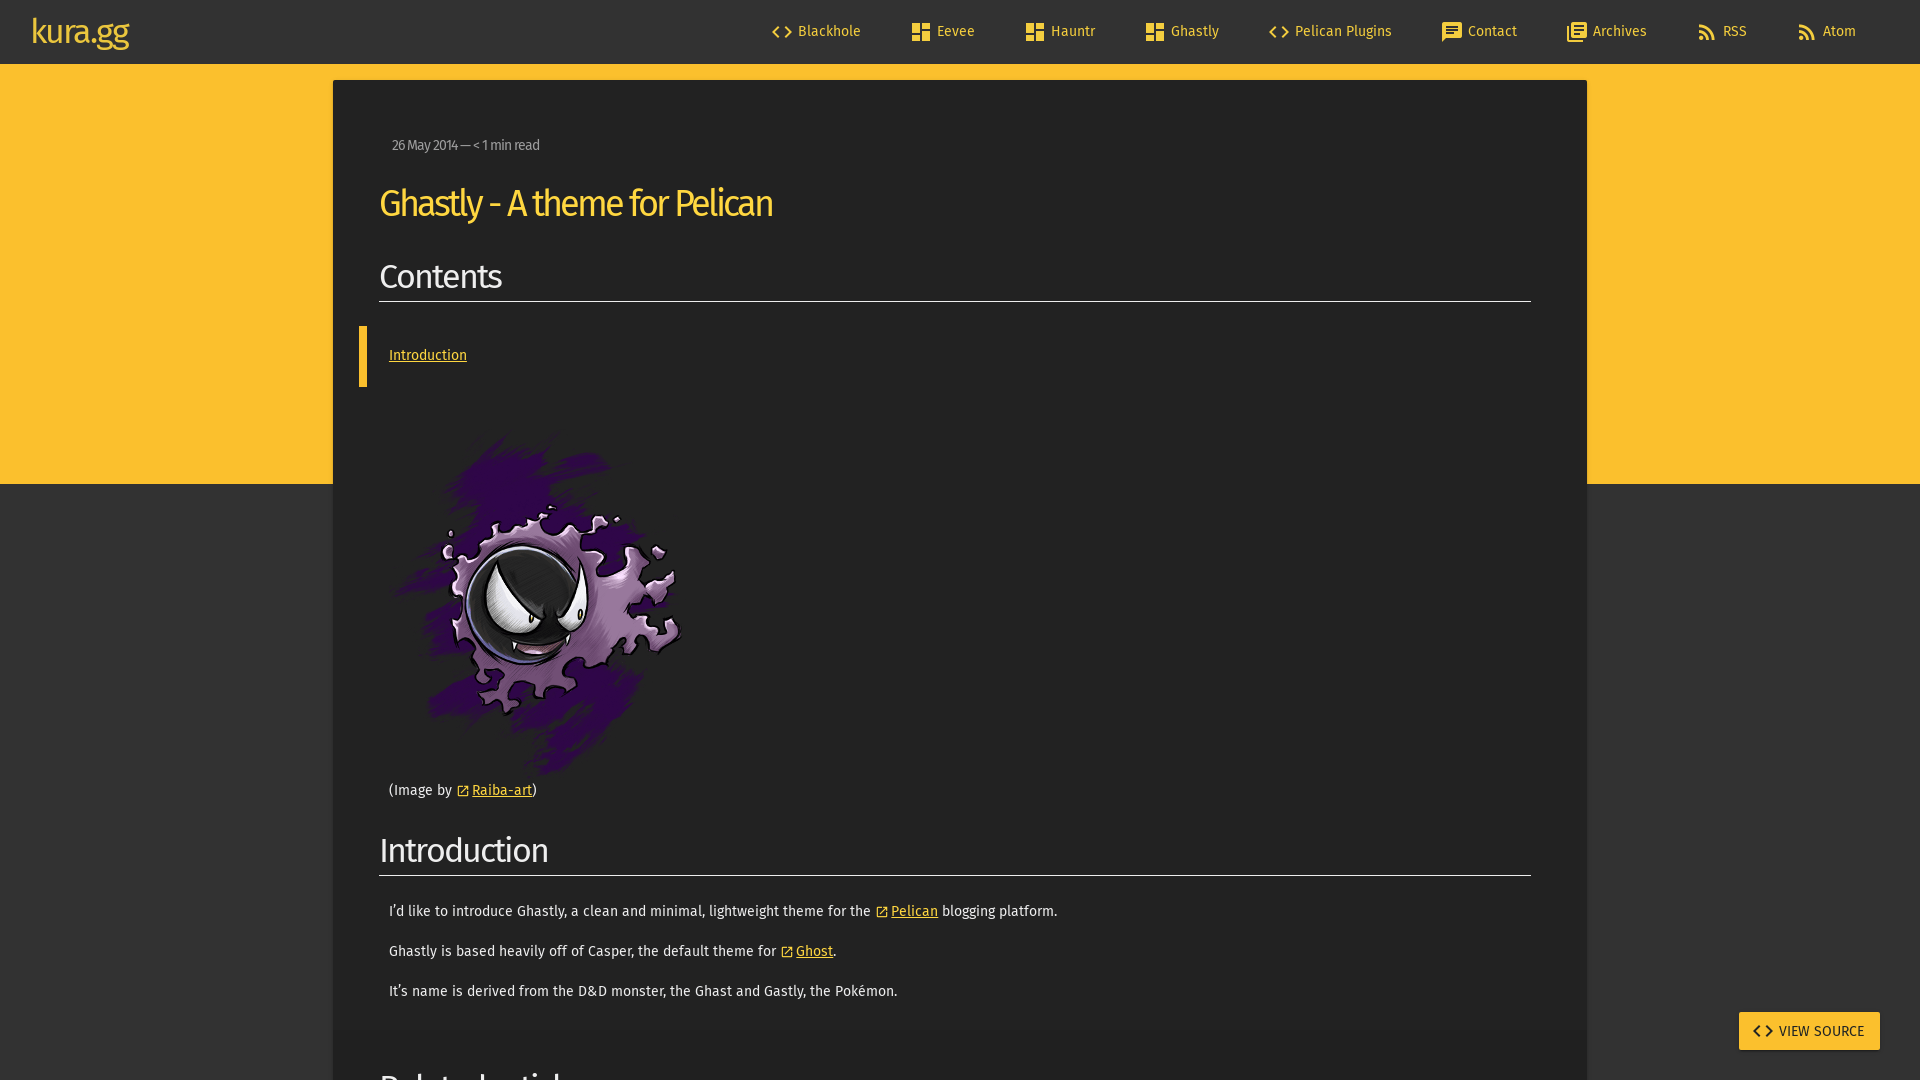 kura.gg
Blackhole Eevee Hauntr Ghastly Pelican Plugins Contact Archives RSS Atom
26 May 2014 — < 1 min read
Ghastly - A theme for Pelican
Contents
Introduction
(Image by Raiba-art)
Introduction
I’d like to introduce Ghastly, a clean and minimal, lightweight theme for the Pelican blogging platform.
Ghastly is based heavily off of Casper, the default theme for Ghost.
It’s name is derived from the D&D monster, the Ghast and Gastly, the Pokémon.
VIEW SOURCE